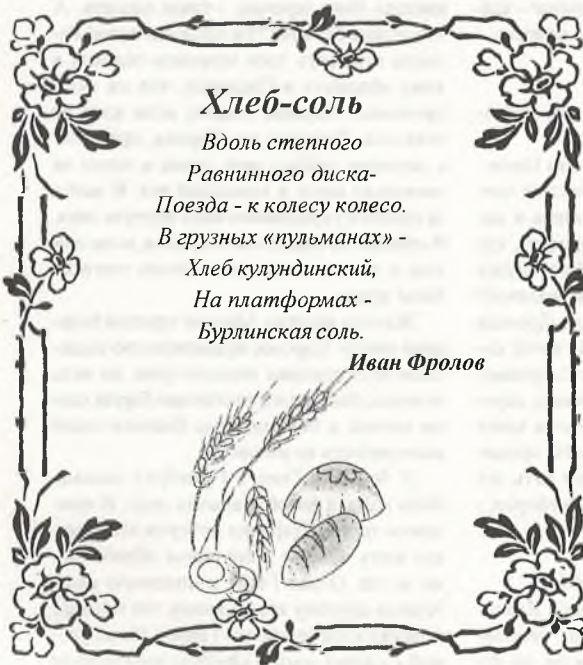 Хлеб-соль
Вдоль степного
Равнинного диска-
Поезда - к колесу колесо.
В грузных «пульманах» -
Хлеб кулундинский,
На платформах -
Бурлинская соль.
Иван Фролов